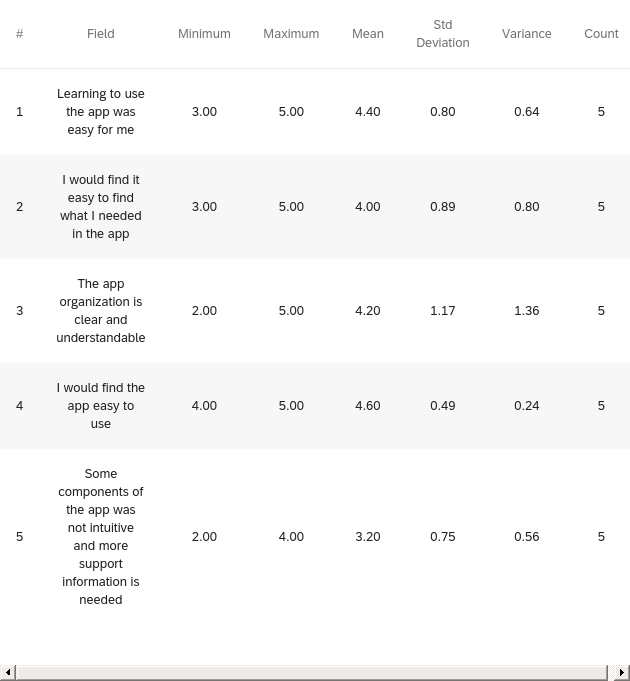 # Field Minimum Maximum Mean Std Deviation Variance Count
1 Learning to use the app was easy for me 3.00 5.00 4.40 0.80 0.64 5
2 I would find it easy to find what I needed in the app 3.00 5.00 4.00 0.89 0.80 5
3 The app organization is clear and understandable 2.00 5.00 4.20 1.17 1.36 5
4 I would find the app easy to use 4.00 5.00 4.60 0.49 0.24 5
5 Some components of the app was not intuitive and more support information is needed 2.00 4.00 3.20 0.75 0.56 5